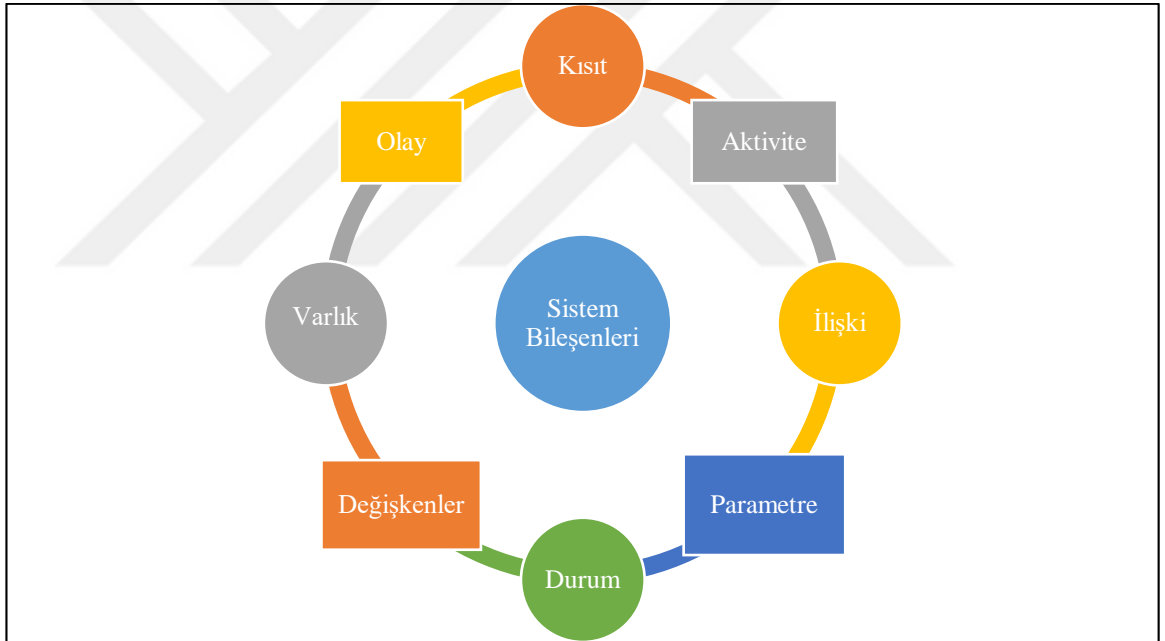 Kısıt
Olay
Aktivite
Varlık
Sistem
Bileşenleri
İlişki
Değişkenler
Parametre
Durum